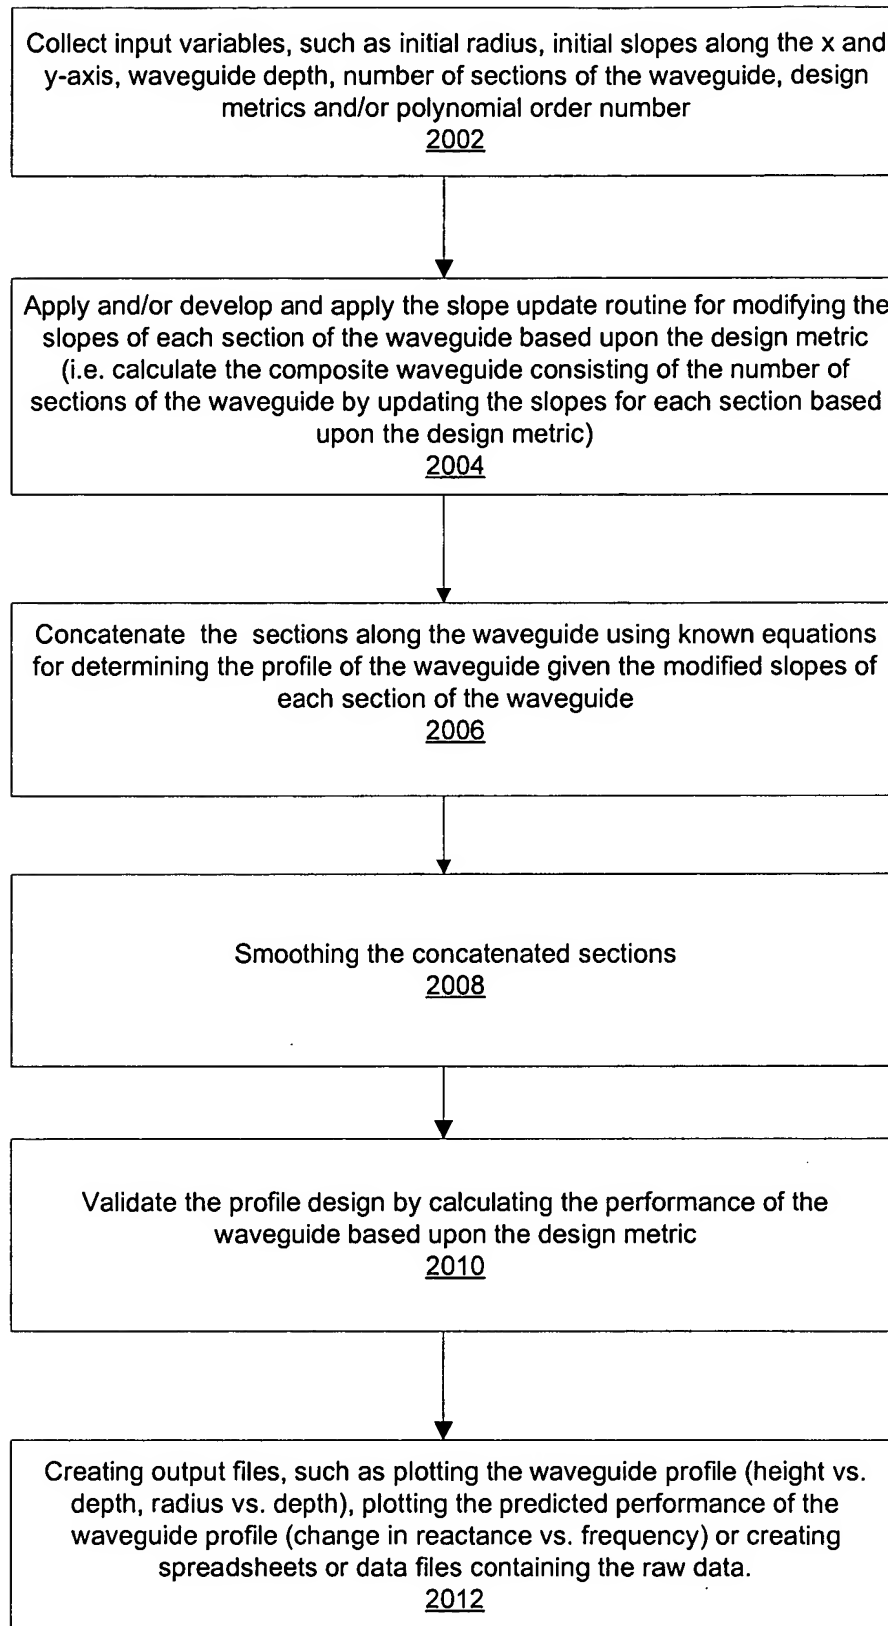 Collect input variables, such as initial radius, initial slopes along the x and
y-axis, waveguide depth, number of sections of the waveguide, design
metrics and/or polynomial order number
2002
Apply and/or develop and apply the slope update routine for modifying the
slopes of each section of the waveguide based upon the design metric
(i.e. calculate the composite waveguide consisting of the number of
sections of the waveguide by updating the slopes for each section based
upon the design metric)
2004
Concatenate the sections along the waveguide using known equations
for determining the profile of the waveguide given the modified slopes of
each section of the waveguide
2006
Smoothing the concatenated sections
2008
Validate the profile design by calculating the performance of the
waveguide based upon the design metric
2010
Creating output files, such as plotting the waveguide profile (height vs.
depth, radius vs. depth), plotting the predicted performance of the
waveguide profile (change in reactance vs. frequency) or creating
spreadsheets or data files containing the raw data.
2012